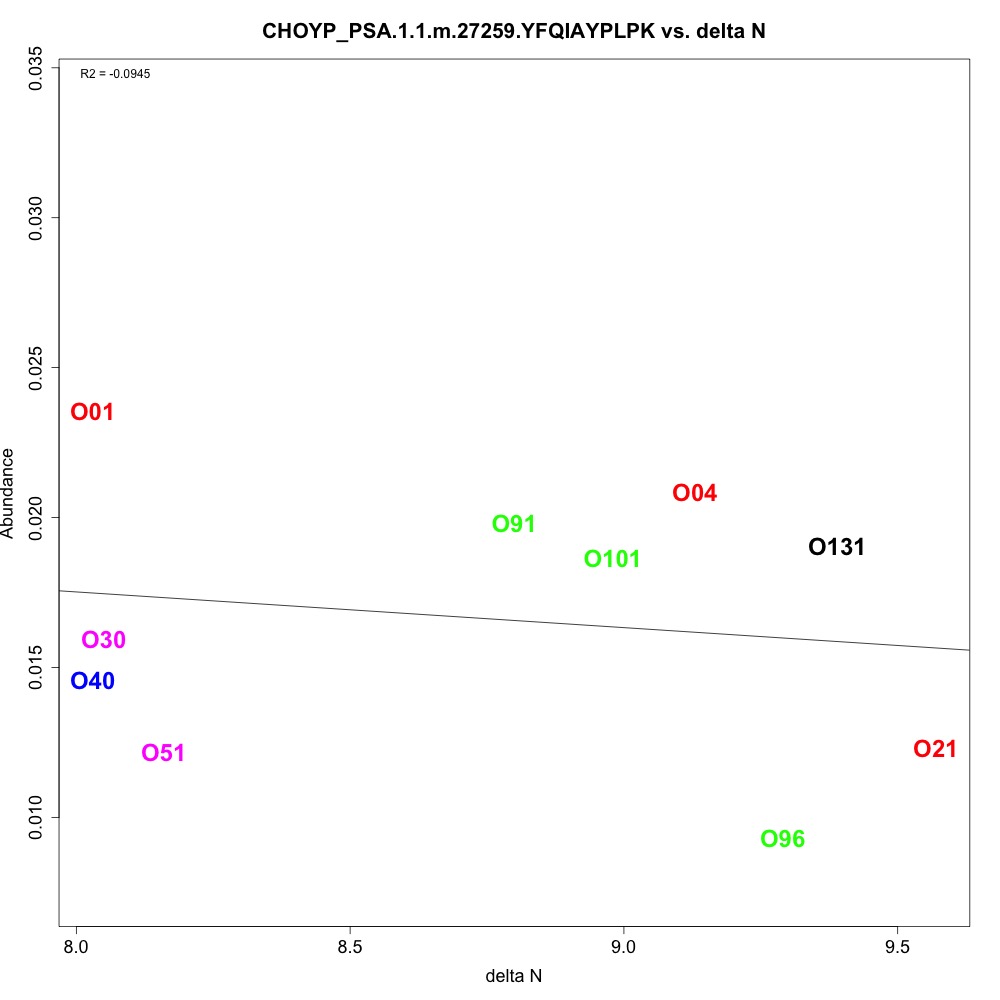 CHOYP_PSA.1.1.m.27259.YFQIAYPLPK vs. delta N
R2 = -0.0945
0.035
0.030
0.025
0.020
0.015
0.010
Abundance
O01
O04
O91
O131
O101
O30
O40
O51
O21
O96
8.0
8.5
9.0
9.5
delta N